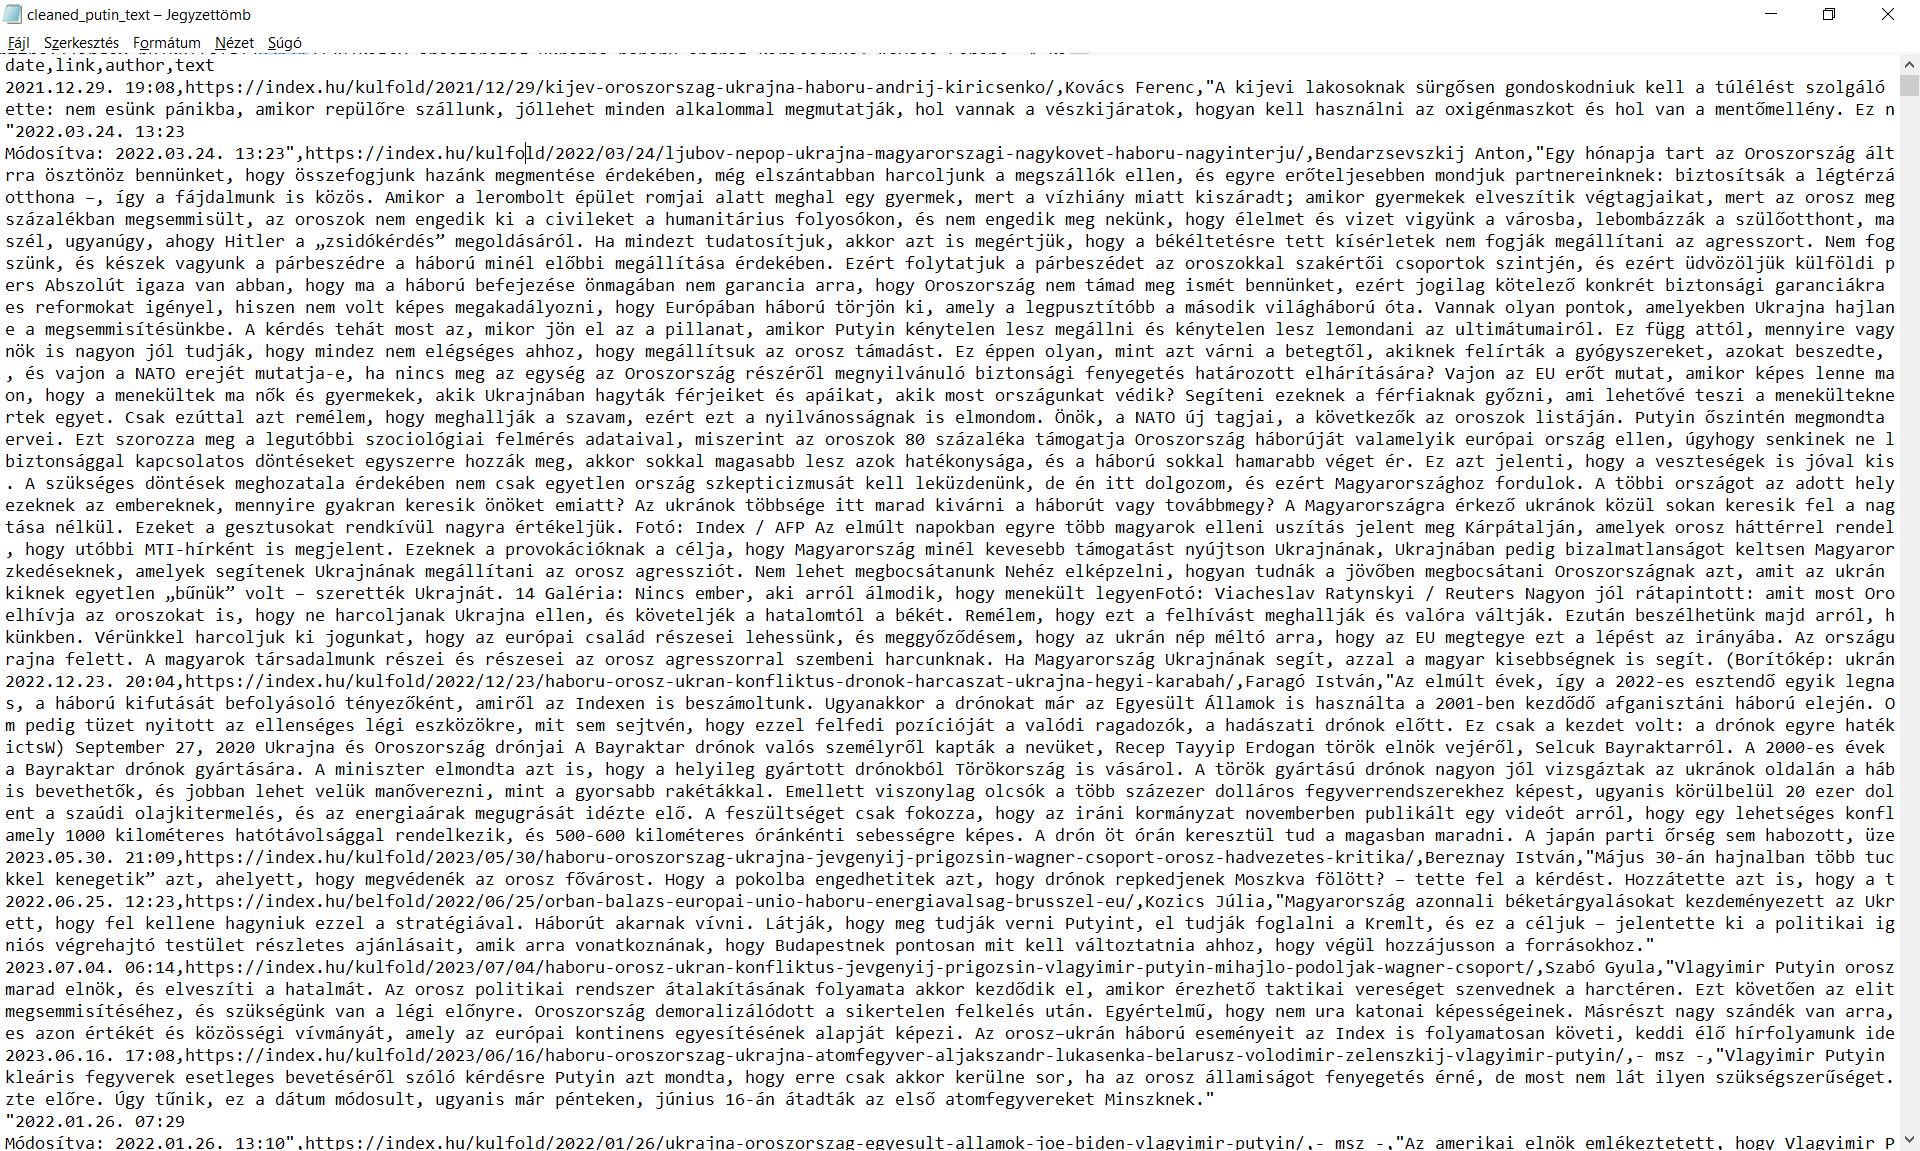 cleaned_putin_text – Jegyzettömb
Fájl Szerkesztés Formátum Nézet Súgó
date,link,author,text
2021.12.29. 19:08,https://index.hu/kulfold/2021/12/29/kijev-oroszorszag-ukrajna-haboru-andrij-kiricsenko/,Kovács Ferenc,"A kijevi lakosoknak sürgősen gondoskodniuk kell a túlélést szolgáló
ette: nem esünk pánikba, amikor repülőre szállunk, jóllehet minden alkalommal megmutatják, hol vannak a vészkijáratok, hogyan kell használni az oxigénmaszkot és hol van a mentőmellény. Ez n
"2022.03.24. 13:23
Módosítva: 2022.03.24. 13:23",https://index.hu/kulfold/2022/03/24/ljubov-nepop-ukrajna-magyarorszagi-nagykovet-haboru-nagyinterju/,Bendarzsevszkij Anton,"Egy hónapja tart az Oroszország ált
rra ösztönöz bennünket, hogy összefogjunk hazánk megmentése érdekében, még elszántabban harcoljunk a megszállók ellen, és egyre erőteljesebben mondjuk partnereinknek: biztosítsák a légtérzá
otthona –, így a fájdalmunk is közös. Amikor a lerombolt épület romjai alatt meghal egy gyermek, mert a vízhiány miatt kiszáradt; amikor gyermekek elveszítik végtagjaikat, mert az orosz meg
százalékban megsemmisült, az oroszok nem engedik ki a civileket a humanitárius folyosókon, és nem engedik meg nekünk, hogy élelmet és vizet vigyünk a városba, lebombázzák a szülőotthont, ma
szél, ugyanúgy, ahogy Hitler a „zsidókérdés” megoldásáról. Ha mindezt tudatosítjuk, akkor azt is megértjük, hogy a békéltetésre tett kísérletek nem fogják megállítani az agresszort. Nem fog
szünk, és készek vagyunk a párbeszédre a háború minél előbbi megállítása érdekében. Ezért folytatjuk a párbeszédet az oroszokkal szakértői csoportok szintjén, és ezért üdvözöljük külföldi p
ers Abszolút igaza van abban, hogy ma a háború befejezése önmagában nem garancia arra, hogy Oroszország nem támad meg ismét bennünket, ezért jogilag kötelező konkrét biztonsági garanciákra
es reformokat igényel, hiszen nem volt képes megakadályozni, hogy Európában háború törjön ki, amely a legpusztítóbb a második világháború óta. Vannak olyan pontok, amelyekben Ukrajna hajlan
e a megsemmisítésünkbe. A kérdés tehát most az, mikor jön el az a pillanat, amikor Putyin kénytelen lesz megállni és kénytelen lesz lemondani az ultimátumairól. Ez függ attól, mennyire vagy
nök is nagyon jól tudják, hogy mindez nem elégséges ahhoz, hogy megállítsuk az orosz támadást. Ez éppen olyan, mint azt várni a betegtől, akiknek felírták a gyógyszereket, azokat beszedte,
, és vajon a NATO erejét mutatja-e, ha nincs meg az egység az Oroszország részéről megnyilvánuló biztonsági fenyegetés határozott elhárítására? Vajon az EU erőt mutat, amikor képes lenne ma
on, hogy a menekültek ma nők és gyermekek, akik Ukrajnában hagyták férjeiket és apáikat, akik most országunkat védik? Segíteni ezeknek a férfiaknak győzni, ami lehetővé teszi a menekültekne
rtek egyet. Csak ezúttal azt remélem, hogy meghallják a szavam, ezért ezt a nyilvánosságnak is elmondom. Önök, a NATO új tagjai, a következők az oroszok listáján. Putyin őszintén megmondta
ervei. Ezt szorozza meg a legutóbbi szociológiai felmérés adataival, miszerint az oroszok 80 százaléka támogatja Oroszország háborúját valamelyik európai ország ellen, úgyhogy senkinek ne l
biztonsággal kapcsolatos döntéseket egyszerre hozzák meg, akkor sokkal magasabb lesz azok hatékonysága, és a háború sokkal hamarabb véget ér. Ez azt jelenti, hogy a veszteségek is jóval kis
. A szükséges döntések meghozatala érdekében nem csak egyetlen ország szkepticizmusát kell leküzdenünk, de én itt dolgozom, és ezért Magyarországhoz fordulok. A többi országot az adott hely
ezeknek az embereknek, mennyire gyakran keresik önöket emiatt? Az ukránok többsége itt marad kivárni a háborút vagy továbbmegy? A Magyarországra érkező ukránok közül sokan keresik fel a nag
tása nélkül. Ezeket a gesztusokat rendkívül nagyra értékeljük. Fotó: Index / AFP Az elmúlt napokban egyre több magyarok elleni uszítás jelent meg Kárpátalján, amelyek orosz háttérrel rendel
, hogy utóbbi MTI-hírként is megjelent. Ezeknek a provokációknak a célja, hogy Magyarország minél kevesebb támogatást nyújtson Ukrajnának, Ukrajnában pedig bizalmatlanságot keltsen Magyaror
zkedéseknek, amelyek segítenek Ukrajnának megállítani az orosz agressziót. Nem lehet megbocsátanunk Nehéz elképzelni, hogyan tudnák a jövőben megbocsátani Oroszországnak azt, amit az ukrán
kiknek egyetlen „bűnük” volt – szerették Ukrajnát. 14 Galéria: Nincs ember, aki arról álmodik, hogy menekült legyenFotó: Viacheslav Ratynskyi / Reuters Nagyon jól rátapintott: amit most Oro
elhívja az oroszokat is, hogy ne harcoljanak Ukrajna ellen, és követeljék a hatalomtól a békét. Remélem, hogy ezt a felhívást meghallják és valóra váltják. Ezután beszélhetünk majd arról, h
künkben. Vérünkkel harcoljuk ki jogunkat, hogy az európai család részesei lehessünk, és meggyőződésem, hogy az ukrán nép méltó arra, hogy az EU megtegye ezt a lépést az irányába. Az országu
rajna felett. A magyarok társadalmunk részei és részesei az orosz agresszorral szembeni harcunknak. Ha Magyarország Ukrajnának segít, azzal a magyar kisebbségnek is segít. (Borítókép: ukrán
2022.12.23. 20:04,https://index.hu/kulfold/2022/12/23/haboru-orosz-ukran-konfliktus-dronok-harcaszat-ukrajna-hegyi-karabah/,Faragó István,"Az elmúlt évek, így a 2022-es esztendő egyik legna
s, a háború kifutását befolyásoló tényezőként, amiről az Indexen is beszámoltunk. Ugyanakkor a drónokat már az Egyesült Államok is használta a 2001-ben kezdődő afganisztáni háború elején. O
m pedig tüzet nyitott az ellenséges légi eszközökre, mit sem sejtvén, hogy ezzel felfedi pozícióját a valódi ragadozók, a hadászati drónok előtt. Ez csak a kezdet volt: a drónok egyre haték
ictsW) September 27, 2020 Ukrajna és Oroszország drónjai A Bayraktar drónok valós személyről kapták a nevüket, Recep Tayyip Erdogan török elnök vejéről, Selcuk Bayraktarról. A 2000-es évek
a Bayraktar drónok gyártására. A miniszter elmondta azt is, hogy a helyileg gyártott drónokból Törökország is vásárol. A török gyártású drónok nagyon jól vizsgáztak az ukránok oldalán a háb
is bevethetők, és jobban lehet velük manőverezni, mint a gyorsabb rakétákkal. Emellett viszonylag olcsók a több százezer dolláros fegyverrendszerekhez képest, ugyanis körülbelül 20 ezer dol
ent a szaúdi olajkitermelés, és az energiaárak megugrását idézte elő. A feszültséget csak fokozza, hogy az iráni kormányzat novemberben publikált egy videót arról, hogy egy lehetséges konfl
amely 1000 kilométeres hatótávolsággal rendelkezik, és 500-600 kilométeres óránkénti sebességre képes. A drón öt órán keresztül tud a magasban maradni. A japán parti őrség sem habozott, üze
2023.05.30. 21:09,https://index.hu/kulfold/2023/05/30/haboru-oroszorszag-ukrajna-jevgenyij-prigozsin-wagner-csoport-orosz-hadvezetes-kritika/,Bereznay István,"Május 30-án hajnalban több tuc
kkel kenegetik” azt, ahelyett, hogy megvédenék az orosz fővárost. Hogy a pokolba engedhetitek azt, hogy drónok repkedjenek Moszkva fölött? – tette fel a kérdést. Hozzátette azt is, hogy a t
2022.06.25. 12:23,https://index.hu/belfold/2022/06/25/orban-balazs-europai-unio-haboru-energiavalsag-brusszel-eu/,Kozics Júlia,"Magyarország azonnali béketárgyalásokat kezdeményezett az Ukr
ett, hogy fel kellene hagyniuk ezzel a stratégiával. Háborút akarnak vívni. Látják, hogy meg tudják verni Putyint, el tudják foglalni a Kremlt, és ez a céljuk – jelentette ki a politikai ig
niós végrehajtó testület részletes ajánlásait, amik arra vonatkoznának, hogy Budapestnek pontosan mit kell változtatnia ahhoz, hogy végül hozzájusson a forrásokhoz."
2023.07.04. 06:14,https://index.hu/kulfold/2023/07/04/haboru-orosz-ukran-konfliktus-jevgenyij-prigozsin-vlagyimir-putyin-mihajlo-podoljak-wagner-csoport/,Szabó Gyula,"Vlagyimir Putyin orosz
marad elnök, és elveszíti a hatalmát. Az orosz politikai rendszer átalakításának folyamata akkor kezdődik el, amikor érezhető taktikai vereséget szenvednek a harctéren. Ezt követően az elit
megsemmisítéséhez, és szükségünk van a légi előnyre. Oroszország demoralizálódott a sikertelen felkelés után. Egyértelmű, hogy nem ura katonai képességeinek. Másrészt nagy szándék van arra,
es azon értékét és közösségi vívmányát, amely az európai kontinens egyesítésének alapját képezi. Az orosz–ukrán háború eseményeit az Index is folyamatosan követi, keddi élő hírfolyamunk ide
2023.06.16. 17:08,https://index.hu/kulfold/2023/06/16/haboru-oroszorszag-ukrajna-atomfegyver-aljakszandr-lukasenka-belarusz-volodimir-zelenszkij-vlagyimir-putyin/,- msz -,"Vlagyimir Putyin
kleáris fegyverek esetleges bevetéséről szóló kérdésre Putyin azt mondta, hogy erre csak akkor kerülne sor, ha az orosz államiságot fenyegetés érné, de most nem lát ilyen szükségszerűséget.
zte előre. Úgy tűnik, ez a dátum módosult, ugyanis már pénteken, június 16-án átadták az első atomfegyvereket Minszknek."
"2022.01.26. 07:29
Módosítva: 2022.01.26. 13:10",https://index.hu/kulfold/2022/01/26/ukrajna-oroszorszag-egyesult-allamok-joe-biden-vlagyimir-putyin/,- msz -,"Az amerikai elnök emlékeztetett, hogy Vlagyimir P